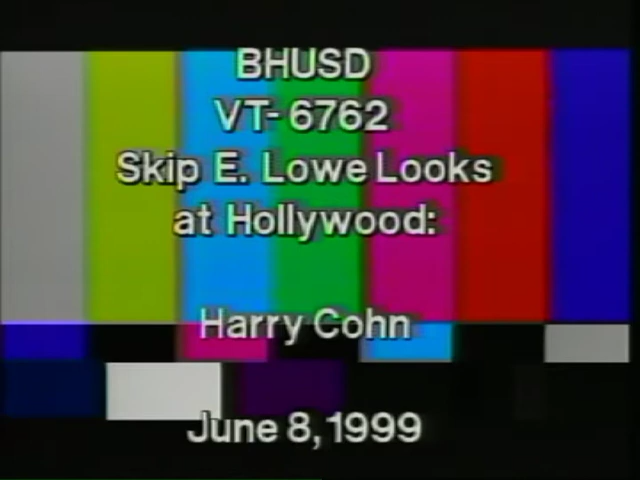 BHUSD
VT- 6762
Skip E. Lowe Looks
at Hollywood:
Harry Cohn
June 8, 1999